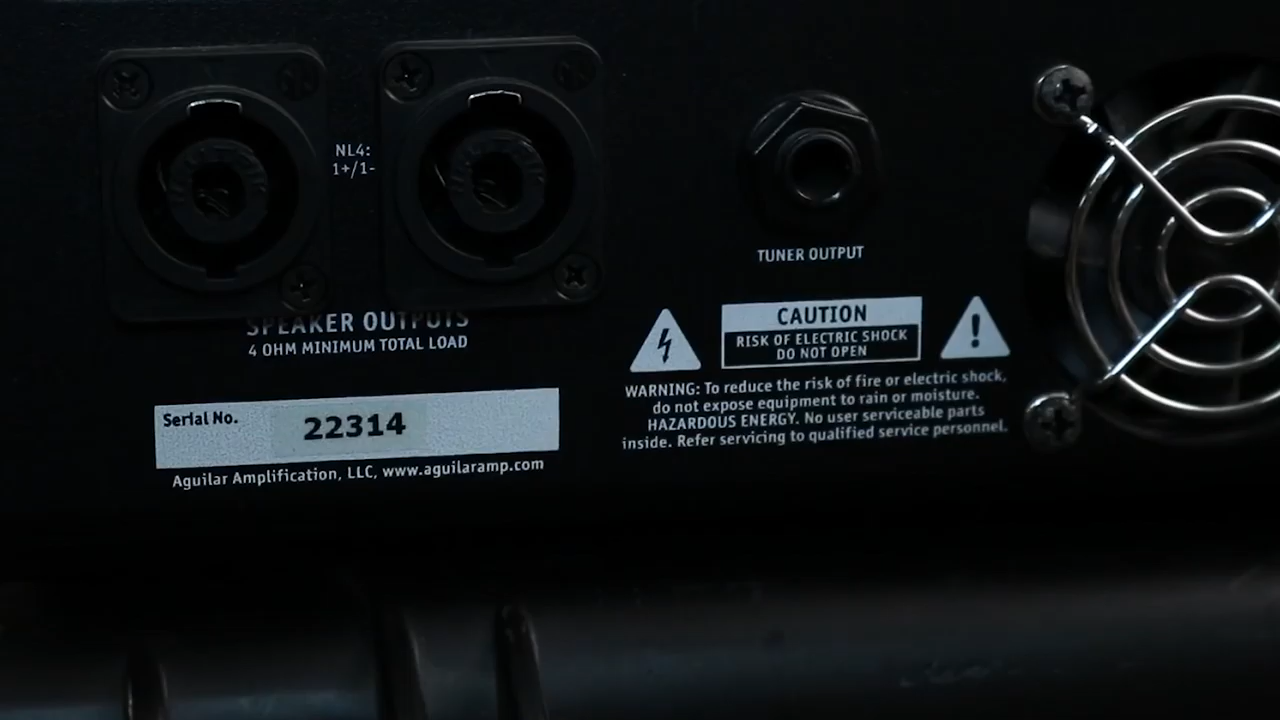 NL4:
1+/1-
SPEAKER OUTPUTS
4 OHM MINIMUM TOTAL LOAD
Serial No. 22314
Aguilar Amplification, LLC, www.aguilaramp.com
TUNER OUTPUT
CAUTION
RISK OF ELECTRIC SHOCK
DO NOT OPEN
WARNING: To reduce the risk of fire or electric shock,
do not expose equipment to rain or moisture.
HAZARDOUS ENERGY. No user serviceable parts
inside. Refer servicing to qualified service personnel.